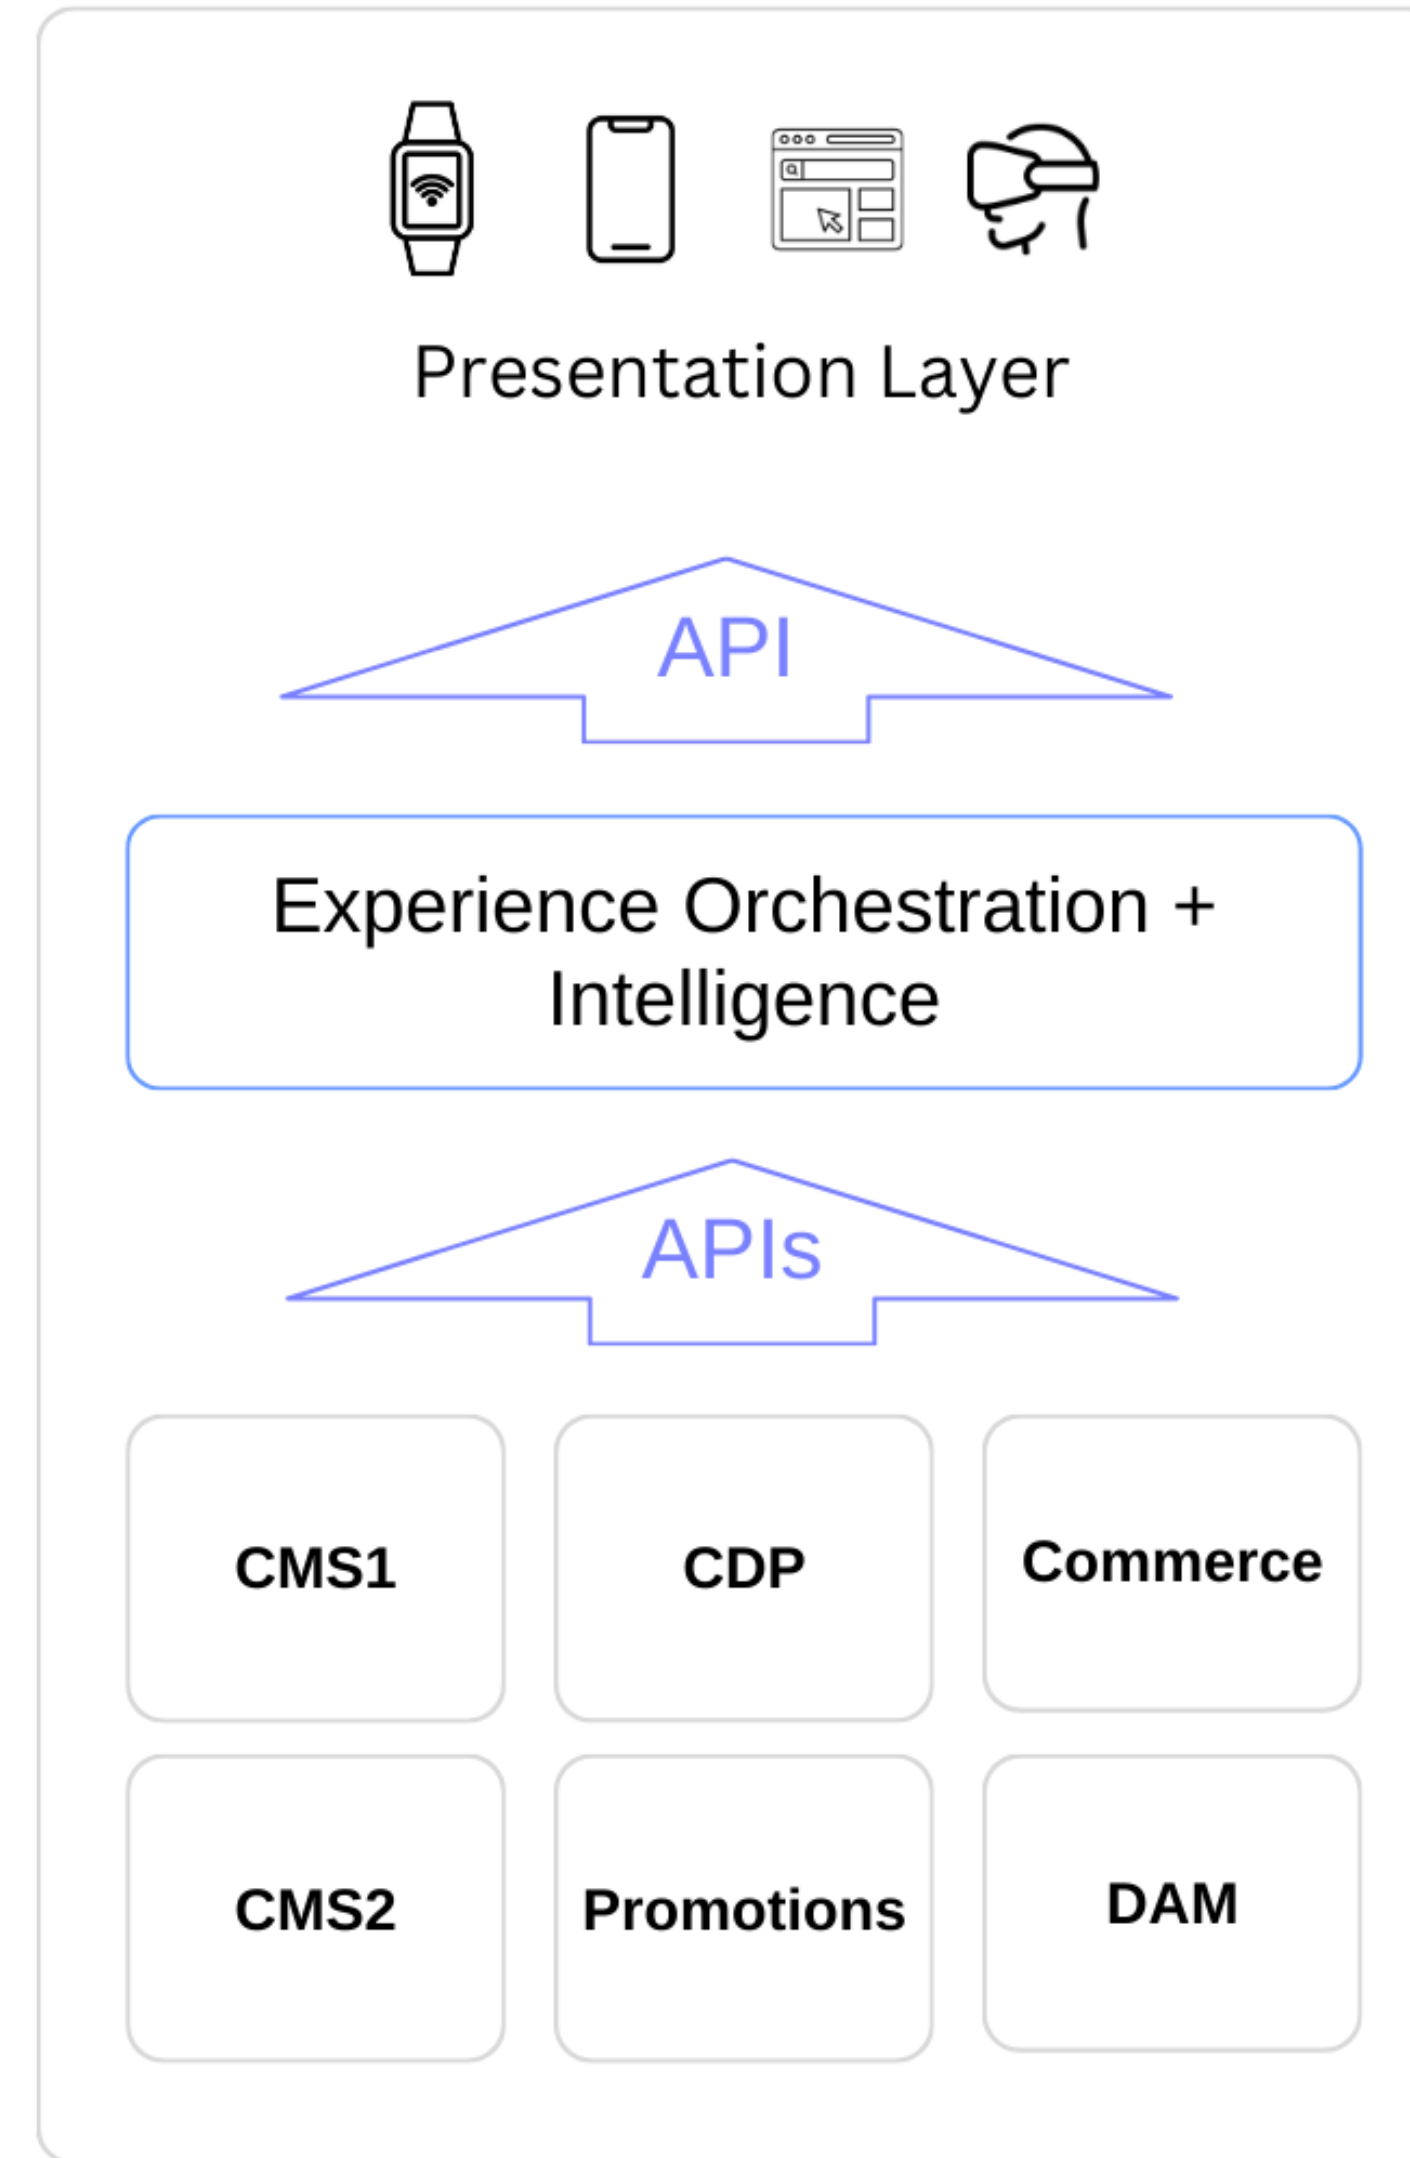 Presentation Layer
API
Experience Orchestration +
Intelligence
APIs
CMS1
CDP
Commerce
CMS2
Promotions
DAM